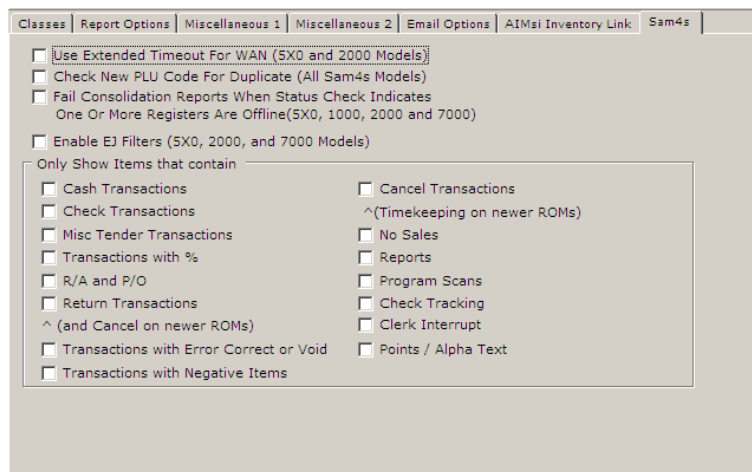 Classes Report Options Miscellaneous 1 Miscellaneous 2 Email Options AIMsi Inventory Link Sam4s
Use Extended Timeout For WAN (5X0 and 2000 Models)
Check New PLU Code For Duplicate (All Sam4s Models)
Fail Consolidation Reports When Status Check Indicates
One Or More Registers Are Offline(5X0, 1000, 2000 and 7000)
Enable EJ Filters (5X0, 2000, and 7000 Models)
Only Show Items that contain
Cash Transactions
Check Transactions
Misc Tender Transactions
Transactions with %
R/A and P/O
Return Transactions
^ (and Cancel on newer ROMs)
Transactions with Error Correct or Void
Transactions with Negative Items
Cancel Transactions
^(Timekeeping on newer ROMs)
No Sales
Reports
Program Scans
Check Tracking
Clerk Interrupt
Points / Alpha Text